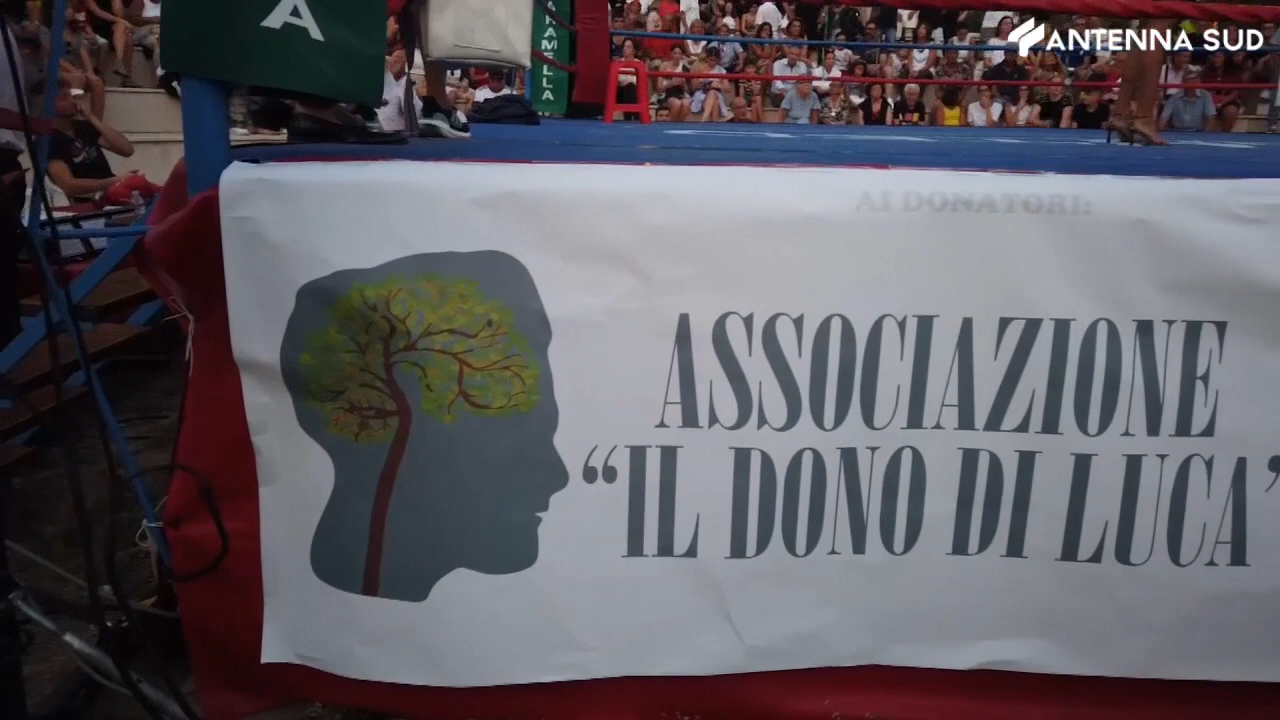 A
ANTENNA SUD
AI DONATORI:
ASSOCIAZIONE
“IL DONO DI LUCA”